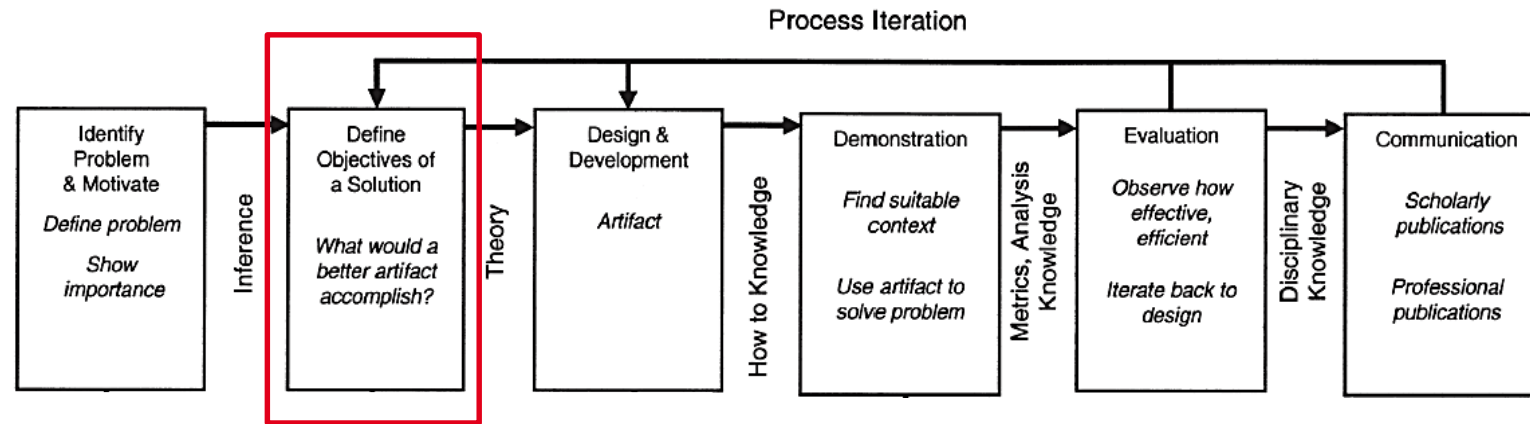 Process Iteration
Identify
Problem
& Motivate
Define problem
Show
importance
Inference
Define
Objectives of
a Solution
What would a
better artifact
accomplish?
Theory
Design &
Development
Artifact
How to Knowledge
Demonstration
Find suitable
context
Use artifact to
solve problem
Metrics, Analysis
Knowledge
Evaluation
Observe how
effective,
efficient
Iterate back to
design
Disciplinary
Knowledge
Communication
Scholarly
publications
Professional
publications